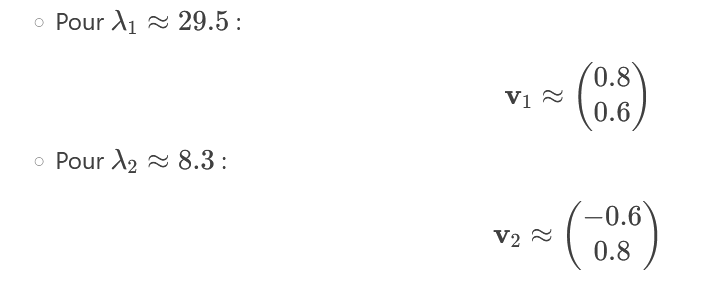 ○ Pour λ₁ ≈ 29.5 :
v₁ ≈ (0.8
0.6)
○ Pour λ₂ ≈ 8.3 :
v₂ ≈ (−0.6
0.8)